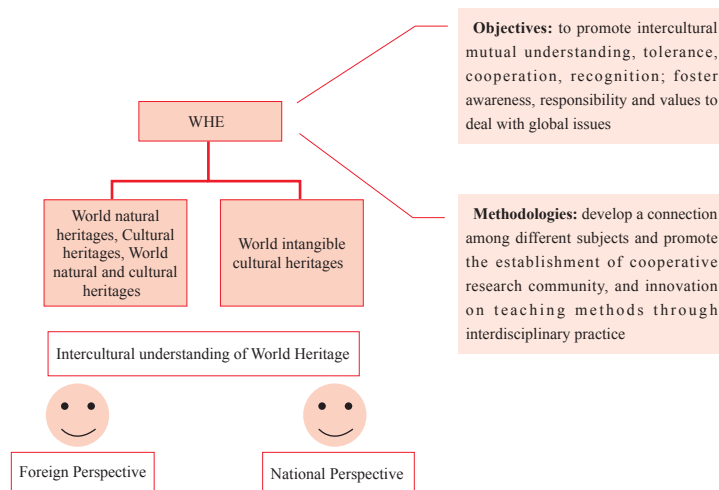 Objectives: to promote intercultural
mutual understanding, tolerance,
cooperation, recognition; foster
awareness, responsibility and values to
deal with global issues
WHE
World natural
heritages, Cultural
heritages, World
natural and cultural
heritages
World intangible
cultural heritages
Methodologies: develop a connection
among different subjects and promote
the establishment of cooperative
research community, and innovation
on teaching methods through
interdisciplinary practice
Intercultural understanding of World Heritage
Foreign Perspective
National Perspective